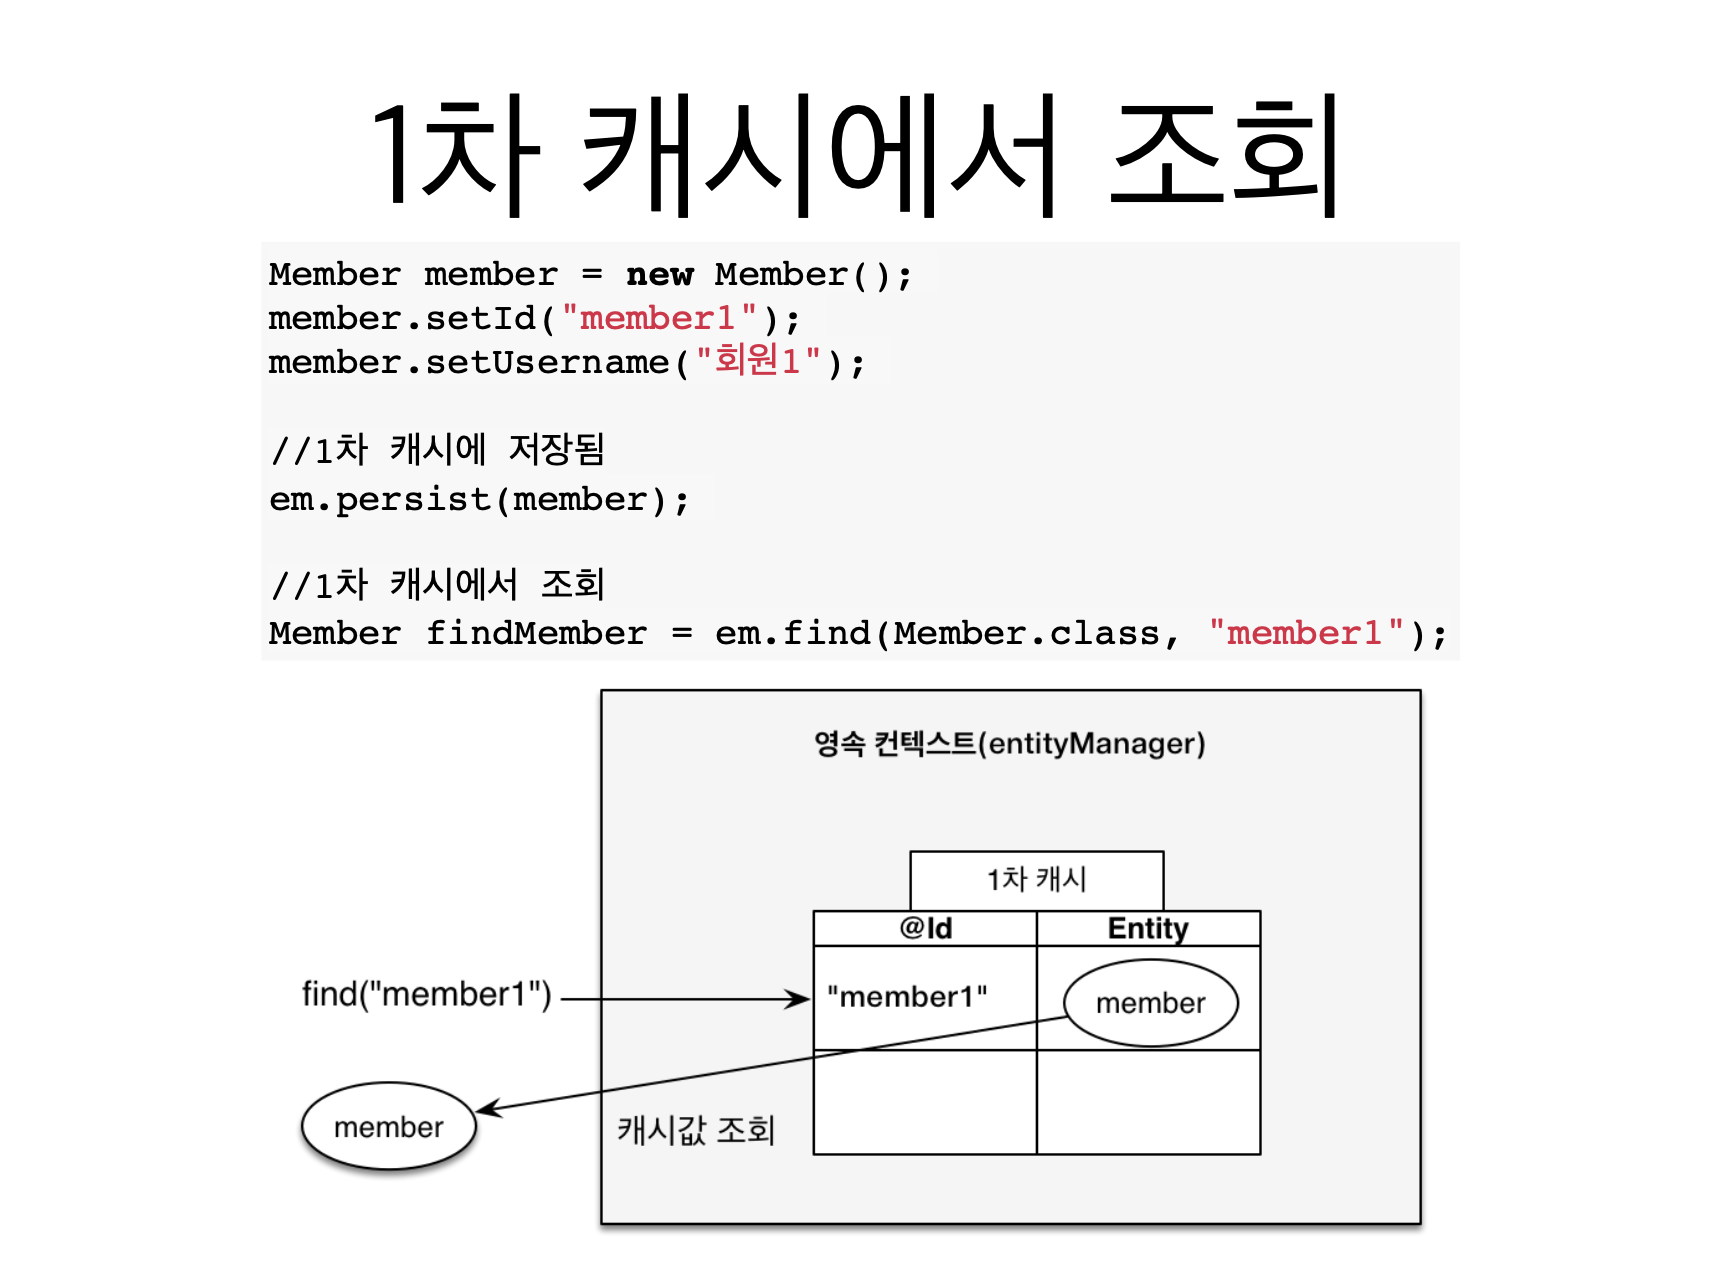 1차 캐시에서 조회
Member member = new Member();
member.setId("member1");
member.setUsername("회원1");
//1차 캐시에 저장됨
em.persist(member);
//1차 캐시에서 조회
Member findMember = em.find(Member.class, "member1");
영속 컨텍스트(entityManager)
1차 캐시
@Id Entity
find("member1") "member1" member
member
캐시값 조회